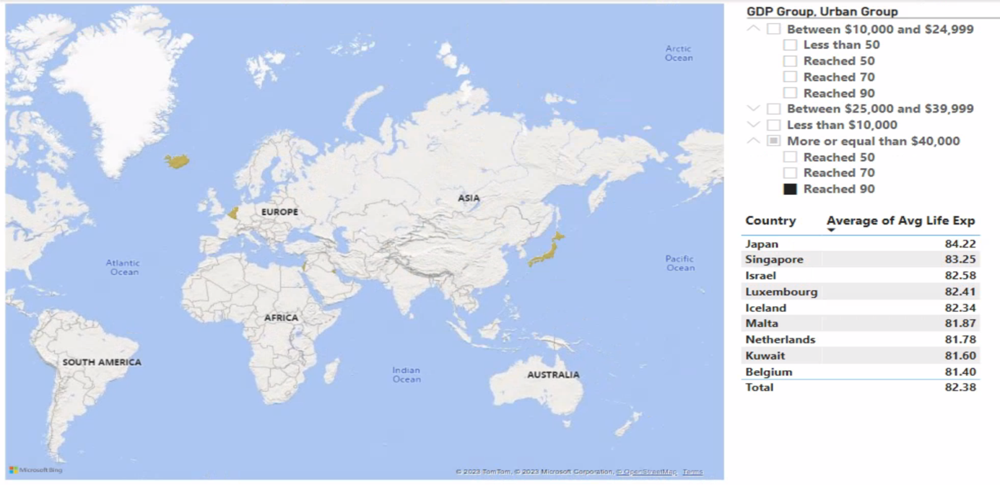 Arctic
Ocean
ASIA
EUROPE
Atlantic
Ocean
Pacific
Ocean
AFRICA
SOUTH AMERICA
Indian
Ocean
AUSTRALIA
Microsoft Bing
© 2023 TomTom, © 2023 Microsoft Corporation, © OpenStreetMap Terms
GDP Group, Urban Group
Between $10,000 and $24,999
Less than 50
Reached 50
Reached 70
Reached 90
Between $25,000 and $39,999
Less than $10,000
More or equal than $40,000
Reached 50
Reached 70
Reached 90
Country Average of Avg Life Exp
Japan 84.22
Singapore 83.25
Israel 82.58
Luxembourg 82.41
Iceland 82.34
Malta 81.87
Netherlands 81.78
Kuwait 81.60
Belgium 81.40
Total 82.38